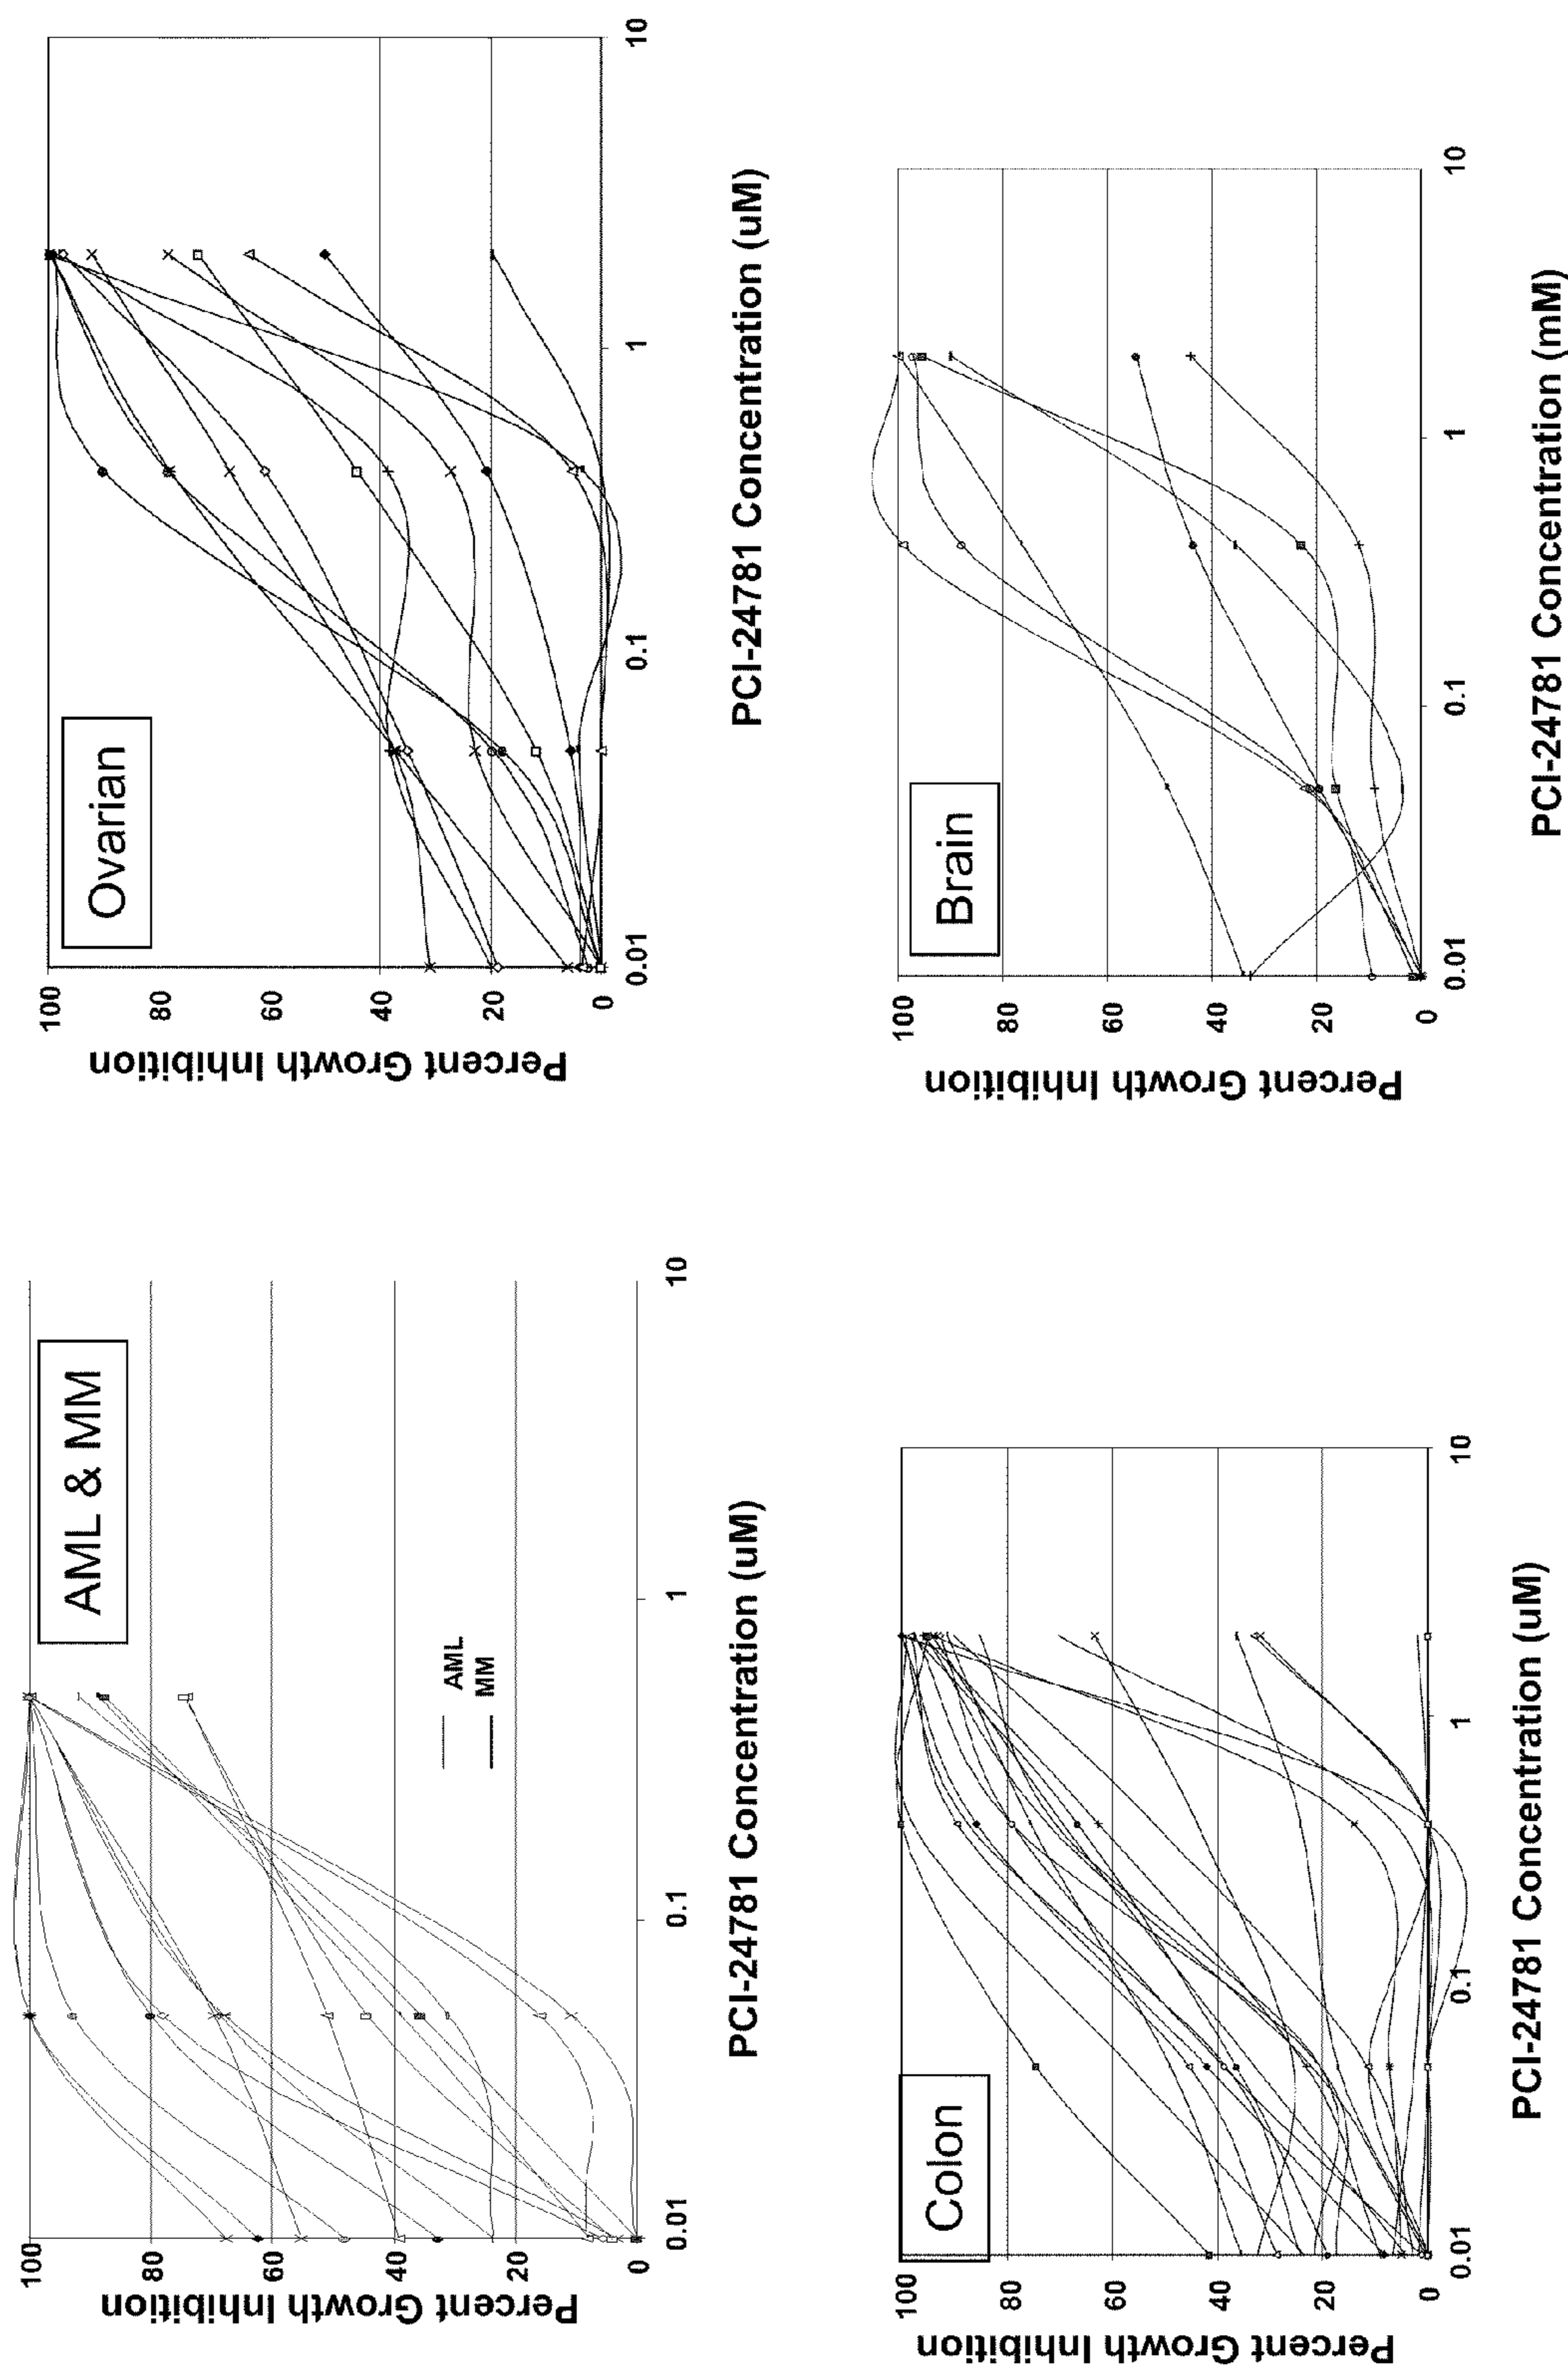 AML & MM
Percent Growth Inhibition
100
80
60
40
20
0
0.01
0.1
1
10
AML
MM
PCI-24781 Concentration (uM)
Ovarian
Percent Growth Inhibition
100
80
60
40
20
0
0.01
0.1
1
10
PCI-24781 Concentration (uM)
Colon
Percent Growth Inhibition
100
80
60
40
20
0
0.01
0.1
1
10
PCI-24781 Concentration (uM)
Brain
Percent Growth Inhibition
100
80
60
40
20
0
0.01
0.1
1
10
PCI-24781 Concentration (mM)